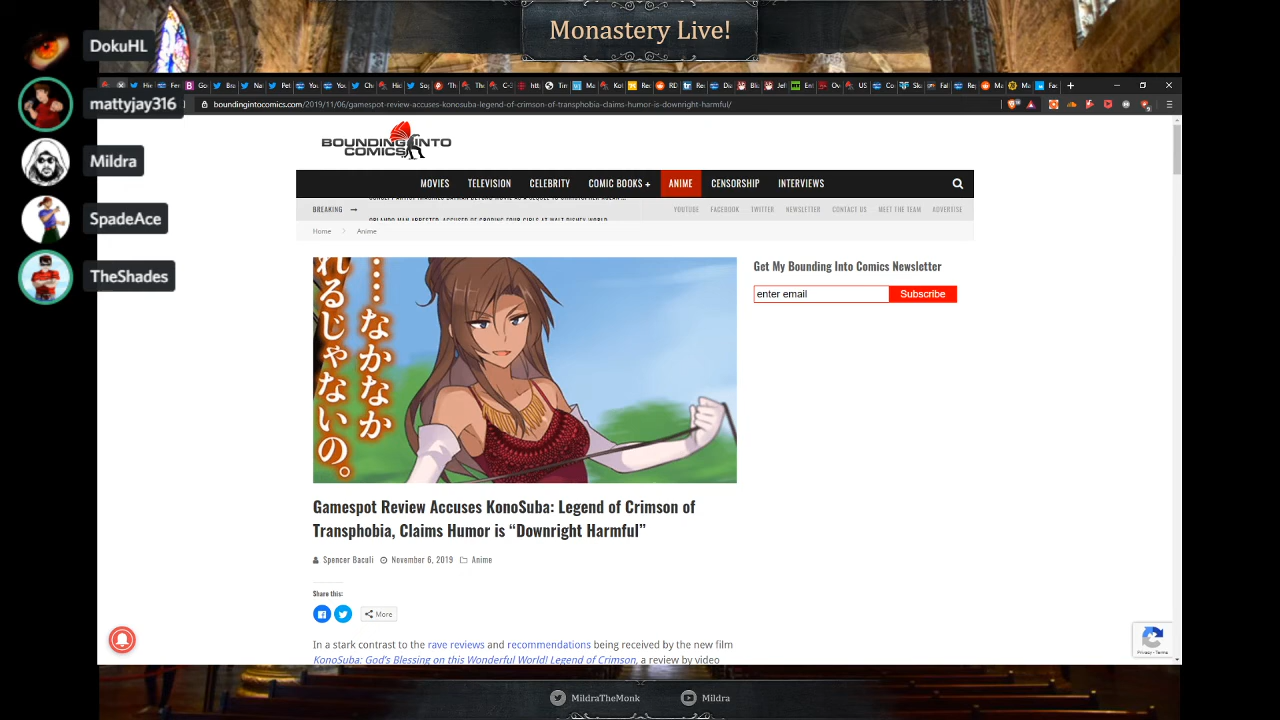 Monastery Live!
DokuHL
mattyjay316
Mildra
SpadeAce
TheShades
boundingintocomics.com/2019/11/06/gamespot-review-accuses-konosuba-legend-of-crimson-of-transphobia-claims-humor-is-downright-harmful/
BOUNDING INTO COMICS
MOVIES TELEVISION CELEBRITY COMIC BOOKS + ANIME CENSORSHIP INTERVIEWS
BREAKING
YOUTUBE FACEBOOK TWITTER NEWSLETTER CONTACT US MEET THE TEAM ADVERTISE
Home > Anime
……なかなか
れるじゃないの。
Get My Bounding Into Comics Newsletter
enter email Subscribe
Gamespot Review Accuses KonoSuba: Legend of Crimson of
Transphobia, Claims Humor is “Downright Harmful”
Spencer Baculi November 6, 2019 Anime
Share this:
More
In a stark contrast to the rave reviews and recommendations being received by the new film
KonoSuba: God's Blessing on this Wonderful World! Legend of Crimson, a review by video
Privacy - Terms
MildraTheMonk Mildra